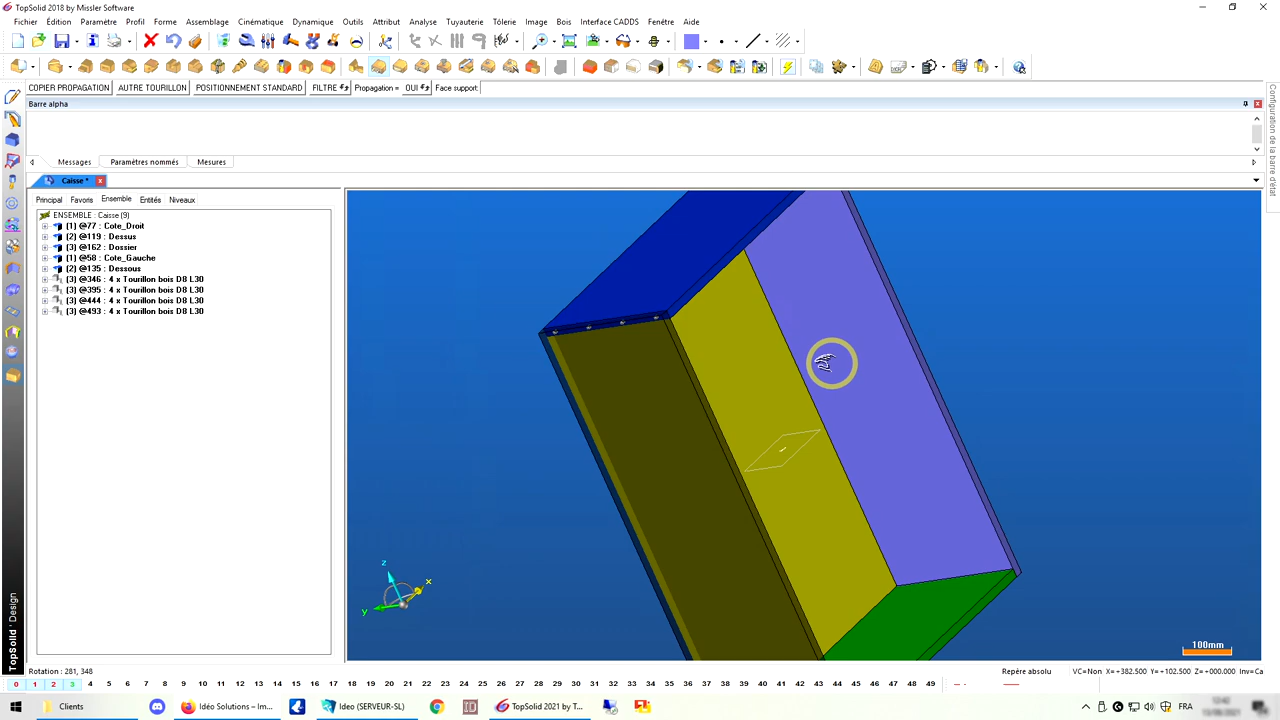 TopSolid 2018 by Missler Software
Fichier Édition Paramètre Profil Forme Assemblage Cinématique Dynamique Outils Attribut Analyse Tuyauterie Tôlerie Image Bois Interface CADDS Fenêtre Aide
COPIER PROPAGATION AUTRE TOURILLON POSITIONNEMENT STANDARD FILTRE Propagation = OUI Face support
Barre alpha
Messages Paramètres nommés Mesures
Caisse *
Principal Favoris Ensemble Entités Niveaux
ENSEMBLE : Caisse (9)
(1) @77 : Cote_Droit
(2) @119 : Dessus
(3) @162 : Dossier
(1) @58 : Cote_Gauche
(2) @135 : Dessous
(3) @346 : 4 x Tourillon bois D8 L30
(3) @395 : 4 x Tourillon bois D8 L30
(3) @444 : 4 x Tourillon bois D8 L30
(3) @493 : 4 x Tourillon bois D8 L30
Configuration de la barre d'état
TopSolid'Design
z
x
y
100mm
Rotation : 281, 348
Repère absolu VC=Non X=+382.500 Y=+102.500 Z=+000.000 Inv=Ca
0 1 2 3 4 5 6 7 8 9 10 11 12 13 14 15 16 17 18 19 20 21 22 23 24 25 26 27 28 29 30 31 32 33 34 35 36 37 38 39 40 41 42 43 44 45 46 47 48 49
Clients Idéo Solutions – Im... Ideo (SERVEUR-SL) TopSolid 2021 by T... FRA